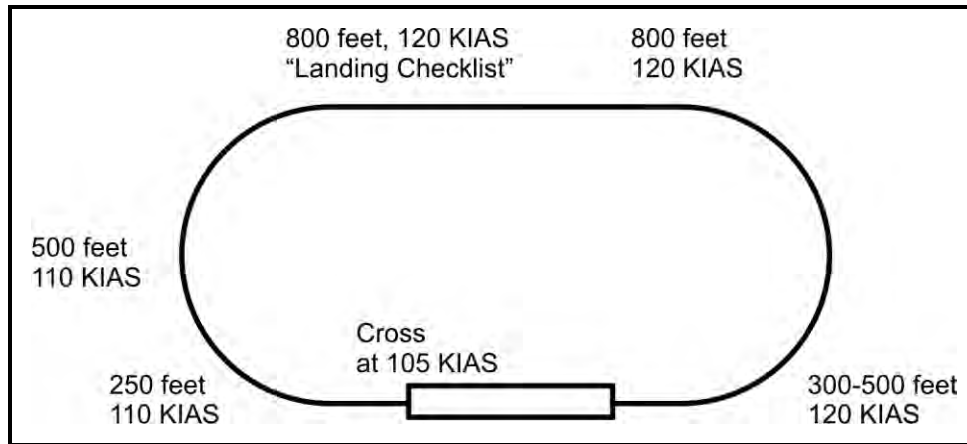 800 feet, 120 KIAS
“Landing Checklist”
800 feet
120 KIAS
500 feet
110 KIAS
Cross
at 105 KIAS
250 feet
110 KIAS
300-500 feet
120 KIAS